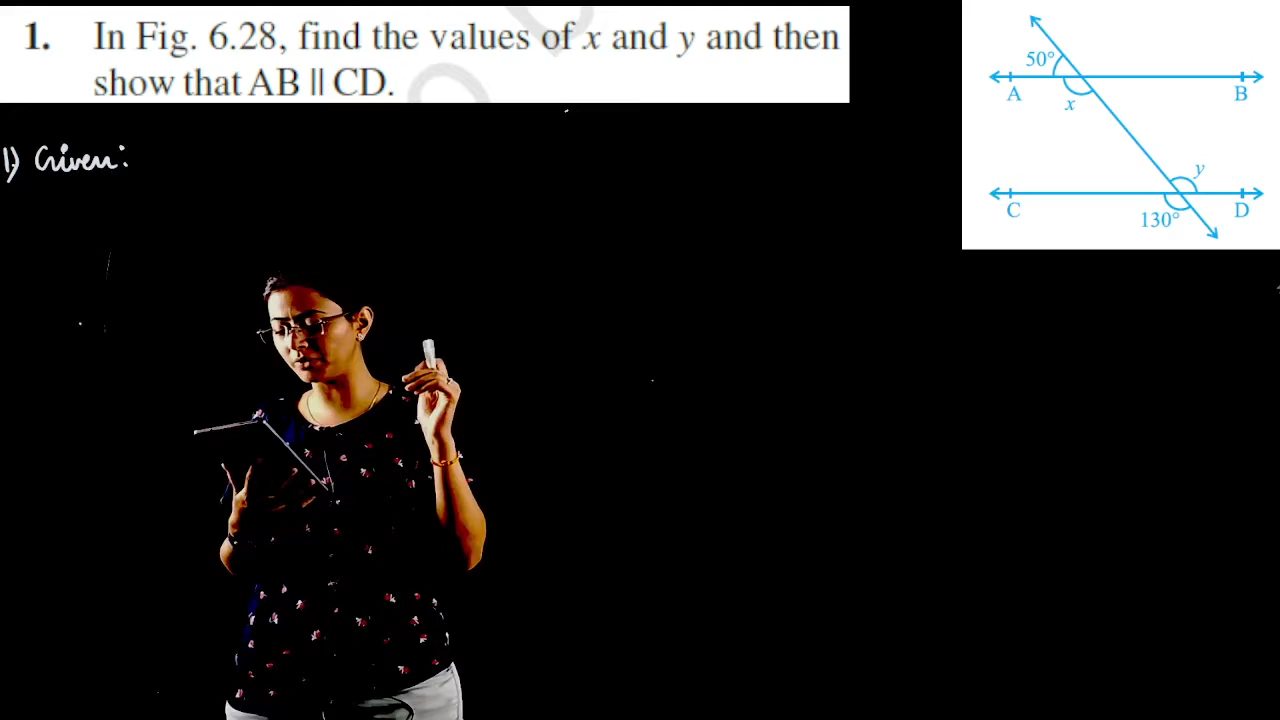 1. In Fig. 6.28, find the values of x and y and then
show that AB || CD.
50°
A
B
x
y
C
D
130°
1) Given: